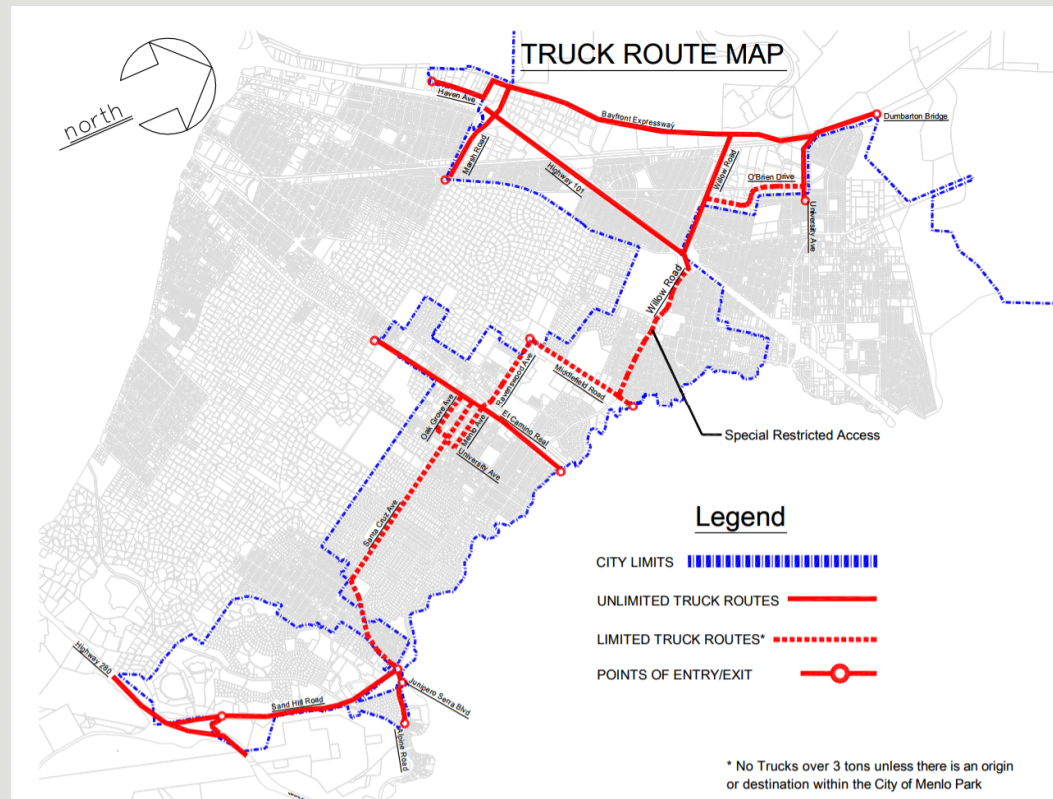 TRUCK ROUTE MAP
north
Haven Ave
Marsh Road
Bayfront Expressway
Highway 101
Dumbarton Bridge
Willow Road
O'Brien Drive
University Ave
Willow Road
Special Restricted Access
Middlefield Road
Ravenswood Ave
El Camino Real
Oak Grove Ave
Menlo Ave
University Ave
Santa Cruz Ave
Highway 280
Sand Hill Road
Junipero Serra Blvd
Alpine Road
Legend
CITY LIMITS
UNLIMITED TRUCK ROUTES
LIMITED TRUCK ROUTES*
POINTS OF ENTRY/EXIT
* No Trucks over 3 tons unless there is an origin
or destination within the City of Menlo Park